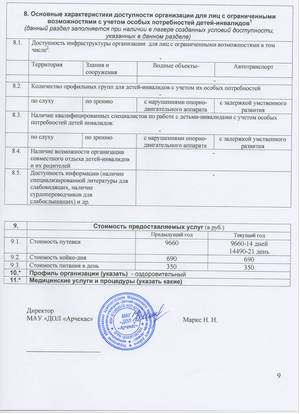 8. Основные характеристики доступности организации для лиц с ограниченными
возможностями с учетом особых потребностей детей-инвалидов¹
(данный раздел заполняется при наличии в лагере созданных условий доступности,
указанных в данном разделе)
8.1. Доступность инфраструктуры организации для лиц с ограниченными возможностями в том
числе²:
-
Территория Здания и Водные объекты- Автотранспорт-
сооружения
8.2. Количество профильных групп для детей-инвалидов с учетом их особых потребностей
-
по слуху по зрению с нарушениями опорно- с задержкой умственного
двигательного аппарата развития
8.3. Наличие квалифицированных специалистов по работе с детьми-инвалидами с учетом особых
потребностей детей инвалидов:
-
по слуху по зрению с нарушениями опорно- с задержкой умственного
двигательного аппарата развития
8.4. Наличие возможности организации -
совместного отдыха детей-инвалидов
и их родителей
8.5. Доступность информации (наличие -
специализированной литературы для
слабовидящих, наличие
сурдопереводчиков для
слабослышащих) и др.
9. Стоимость предоставляемых услуг (в руб.)
Предыдущий год Текущий год
9.1. Стоимость путевки 9660 9660-14 дней
14490-21 день
9.2. Стоимость койко-дня 690 690
9.3. Стоимость питания в день 350 350
10.* Профиль организации (указать) - оздоровительный
11.* Медицинские услуги и процедуры (указать какие)
Директор
МАУ «ДОЛ «Арчекас» Маркс Н. Н.
МАУ
«ДОЛ
«Арчекас»
9